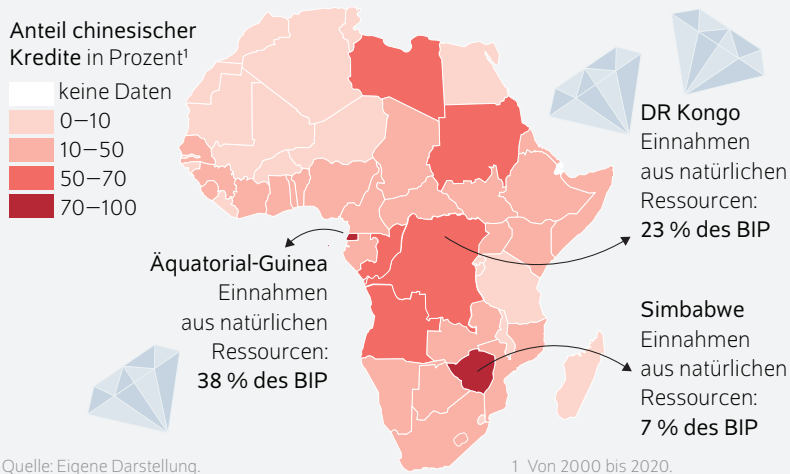 Anteil chinesischer
Kredite in Prozent¹
keine Daten
0–10
10–50
50–70
70–100
DR Kongo
Einnahmen
aus natürlichen
Ressourcen:
23 % des BIP
Äquatorial-Guinea
Einnahmen
aus natürlichen
Ressourcen:
38 % des BIP
Simbabwe
Einnahmen
aus natürlichen
Ressourcen:
7 % des BIP
Quelle: Eigene Darstellung.
1 Von 2000 bis 2020.